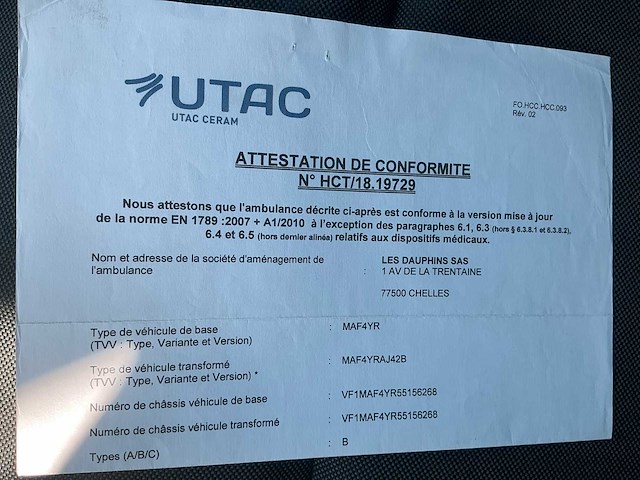 UTAC
UTAC CERAM
FO.HCC.HCC.093
Rév. 02
ATTESTATION DE CONFORMITE
N° HCT/18.19729
Nous attestons que l'ambulance décrite ci-après est conforme à la version mise à jour
de la norme EN 1789 :2007 + A1/2010 à l'exception des paragraphes 6.1, 6.3 (hors § 6.3.8.1 et 6.3.8.2),
6.4 et 6.5 (hors dernier alinéa) relatifs aux dispositifs médicaux.
Nom et adresse de la société d'aménagement de
l'ambulance
: LES DAUPHINS SAS
1 AV DE LA TRENTAINE
77500 CHELLES
Type de véhicule de base : MAF4YR
(TVV : Type, Variante et Version)
Type de véhicule transformé : MAF4YRAJ42B
(TVV : Type, Variante et Version) *
Numéro de châssis véhicule de base : VF1MAF4YR55156268
Numéro de châssis véhicule transformé : VF1MAF4YR55156268
Types (A/B/C) : B